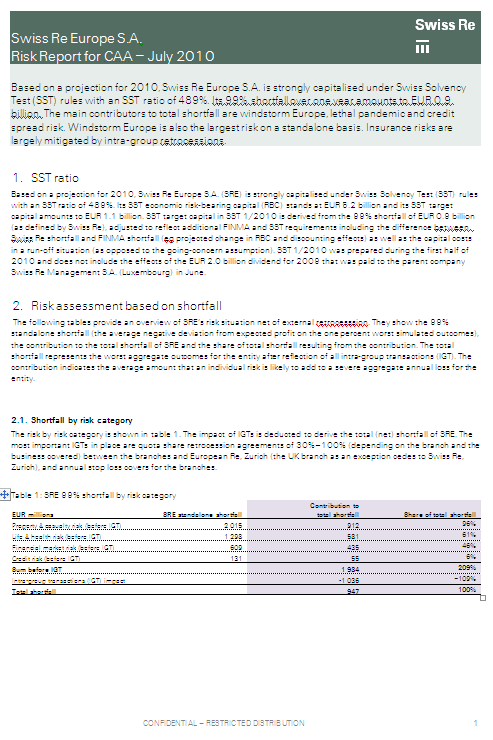 Swiss Re
Swiss Re Europe S.A.
Risk Report for CAA – July 2010
Based on a projection for 2010, Swiss Re Europe S.A. is strongly capitalised under Swiss Solvency
Test (SST) rules with an SST ratio of 489%. Its 99% shortfall over one year amounts to EUR 0.9
billion. The main contributors to total shortfall are windstorm Europe, lethal pandemic and credit
spread risk. Windstorm Europe is also the largest risk on a standalone basis. Insurance risks are
largely mitigated by intra-group retrocessions.
1. SST ratio
Based on a projection for 2010, Swiss Re Europe S.A. (SRE) is strongly capitalised under Swiss Solvency Test (SST) rules
with an SST ratio of 489%. Its SST economic risk-bearing capital (RBC) stands at EUR 5.2 billion and its SST target
capital amounts to EUR 1.1 billion. SST target capital in SST 1/2010 is derived from the 99% shortfall of EUR 0.9 billion
(as defined by Swiss Re), adjusted to reflect additional FINMA and SST requirements including the difference between
Swiss Re shortfall and FINMA shortfall (eg projected change in RBC and discounting effects) as well as the capital costs
in a run-off situation (as opposed to the going-concern assumption). SST 1/2010 was prepared during the first half of
2010 and does not include the effects of the EUR 2.0 billion dividend for 2009 that was paid to the parent company
Swiss Re Management S.A. (Luxembourg) in June.
2. Risk assessment based on shortfall
The following tables provide an overview of SRE's risk situation net of external retrocession. They show the 99%
standalone shortfall (the average negative deviation from expected profit on the one percent worst simulated outcomes),
the contribution to the total shortfall of SRE and the share of total shortfall resulting from the contribution. The total
shortfall represents the worst aggregate outcomes for the entity after reflection of all intra-group transactions (IGT). The
contribution indicates the average amount that an individual risk is likely to add to a severe aggregate annual loss for the
entity.
2.1. Shortfall by risk category
The risk by risk category is shown in table 1. The impact of IGTs is deducted to derive the total (net) shortfall of SRE. The
most important IGTs in place are quota share retrocession agreements of 30%–100% (depending on the branch and the
business covered) between the branches and European Re, Zurich (the UK branch as an exception cedes to Swiss Re,
Zurich), and annual stop loss covers for the branches.
Table 1: SRE 99% shortfall by risk category
EUR millions SRE standalone shortfall Contribution to total shortfall Share of total shortfall
Property & casualty risk (before IGT) 2 015 912 96%
Life & health risk (before IGT) 1 298 581 61%
Financial market risk (before IGT) 609 435 46%
Credit risk (before IGT) 131 55 6%
Sum before IGT 1 984 209%
Intra-group transactions (IGT) impact -1 036 –109%
Total shortfall 947 100%
CONFIDENTIAL – RESTRICTED DISTRIBUTION 1